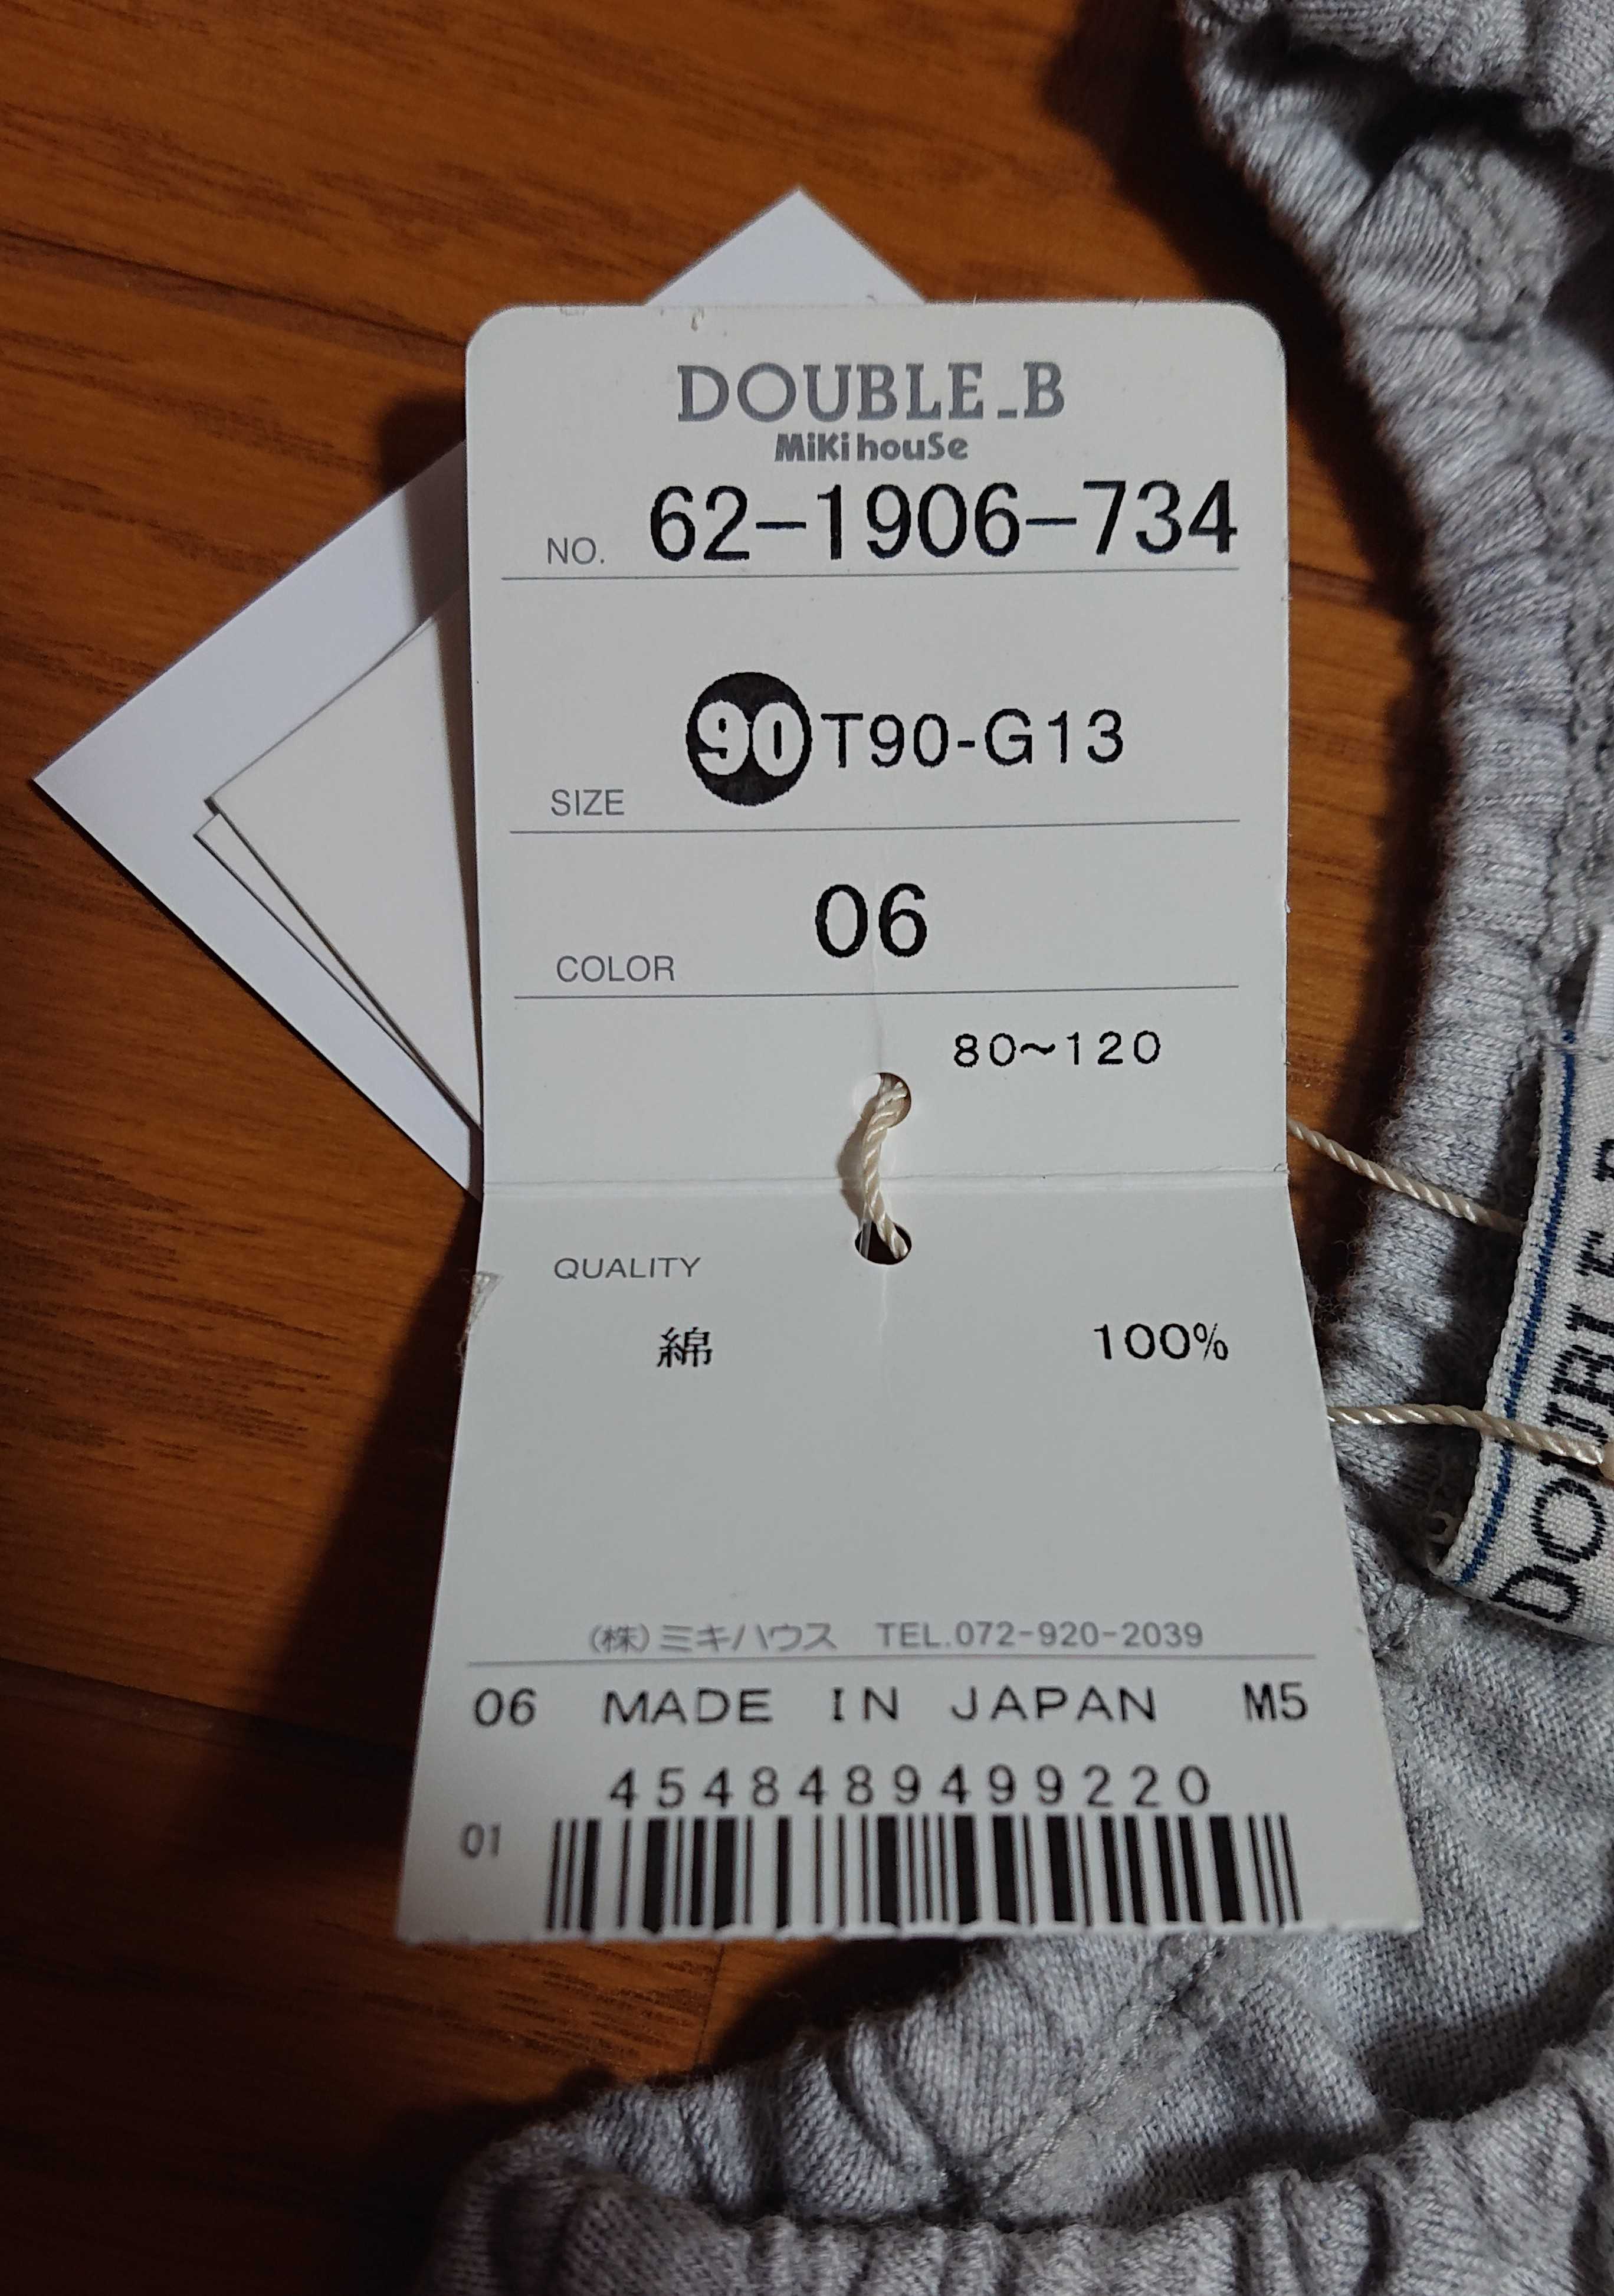 DOUBLE_B
MiKi houSe
NO. 62-1906-734
90 T90-G13
SIZE
06
COLOR
80~120
QUALITY
綿 100%
(株)ミキハウス TEL.072-920-2039
06 MADE IN JAPAN M5
4548489499220
01
DOUBLE_B